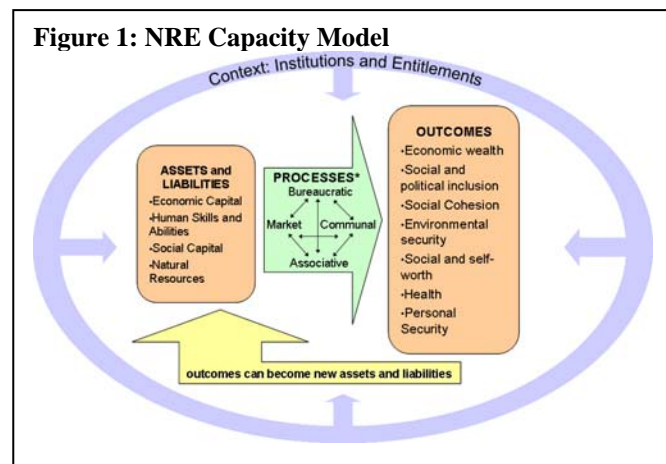 Figure 1: NRE Capacity Model
Context: Institutions and Entitlements
ASSETS and
LIABILITIES
•Economic Capital
•Human Skills and
Abilities
•Social Capital
•Natural
Resources
PROCESSES*
Bureaucratic
Market
Communal
Associative
OUTCOMES
•Economic wealth
•Social and
political inclusion
•Social Cohesion
•Environmental
security
•Social and self-
worth
•Health
•Personal
Security
outcomes can become new assets and liabilities